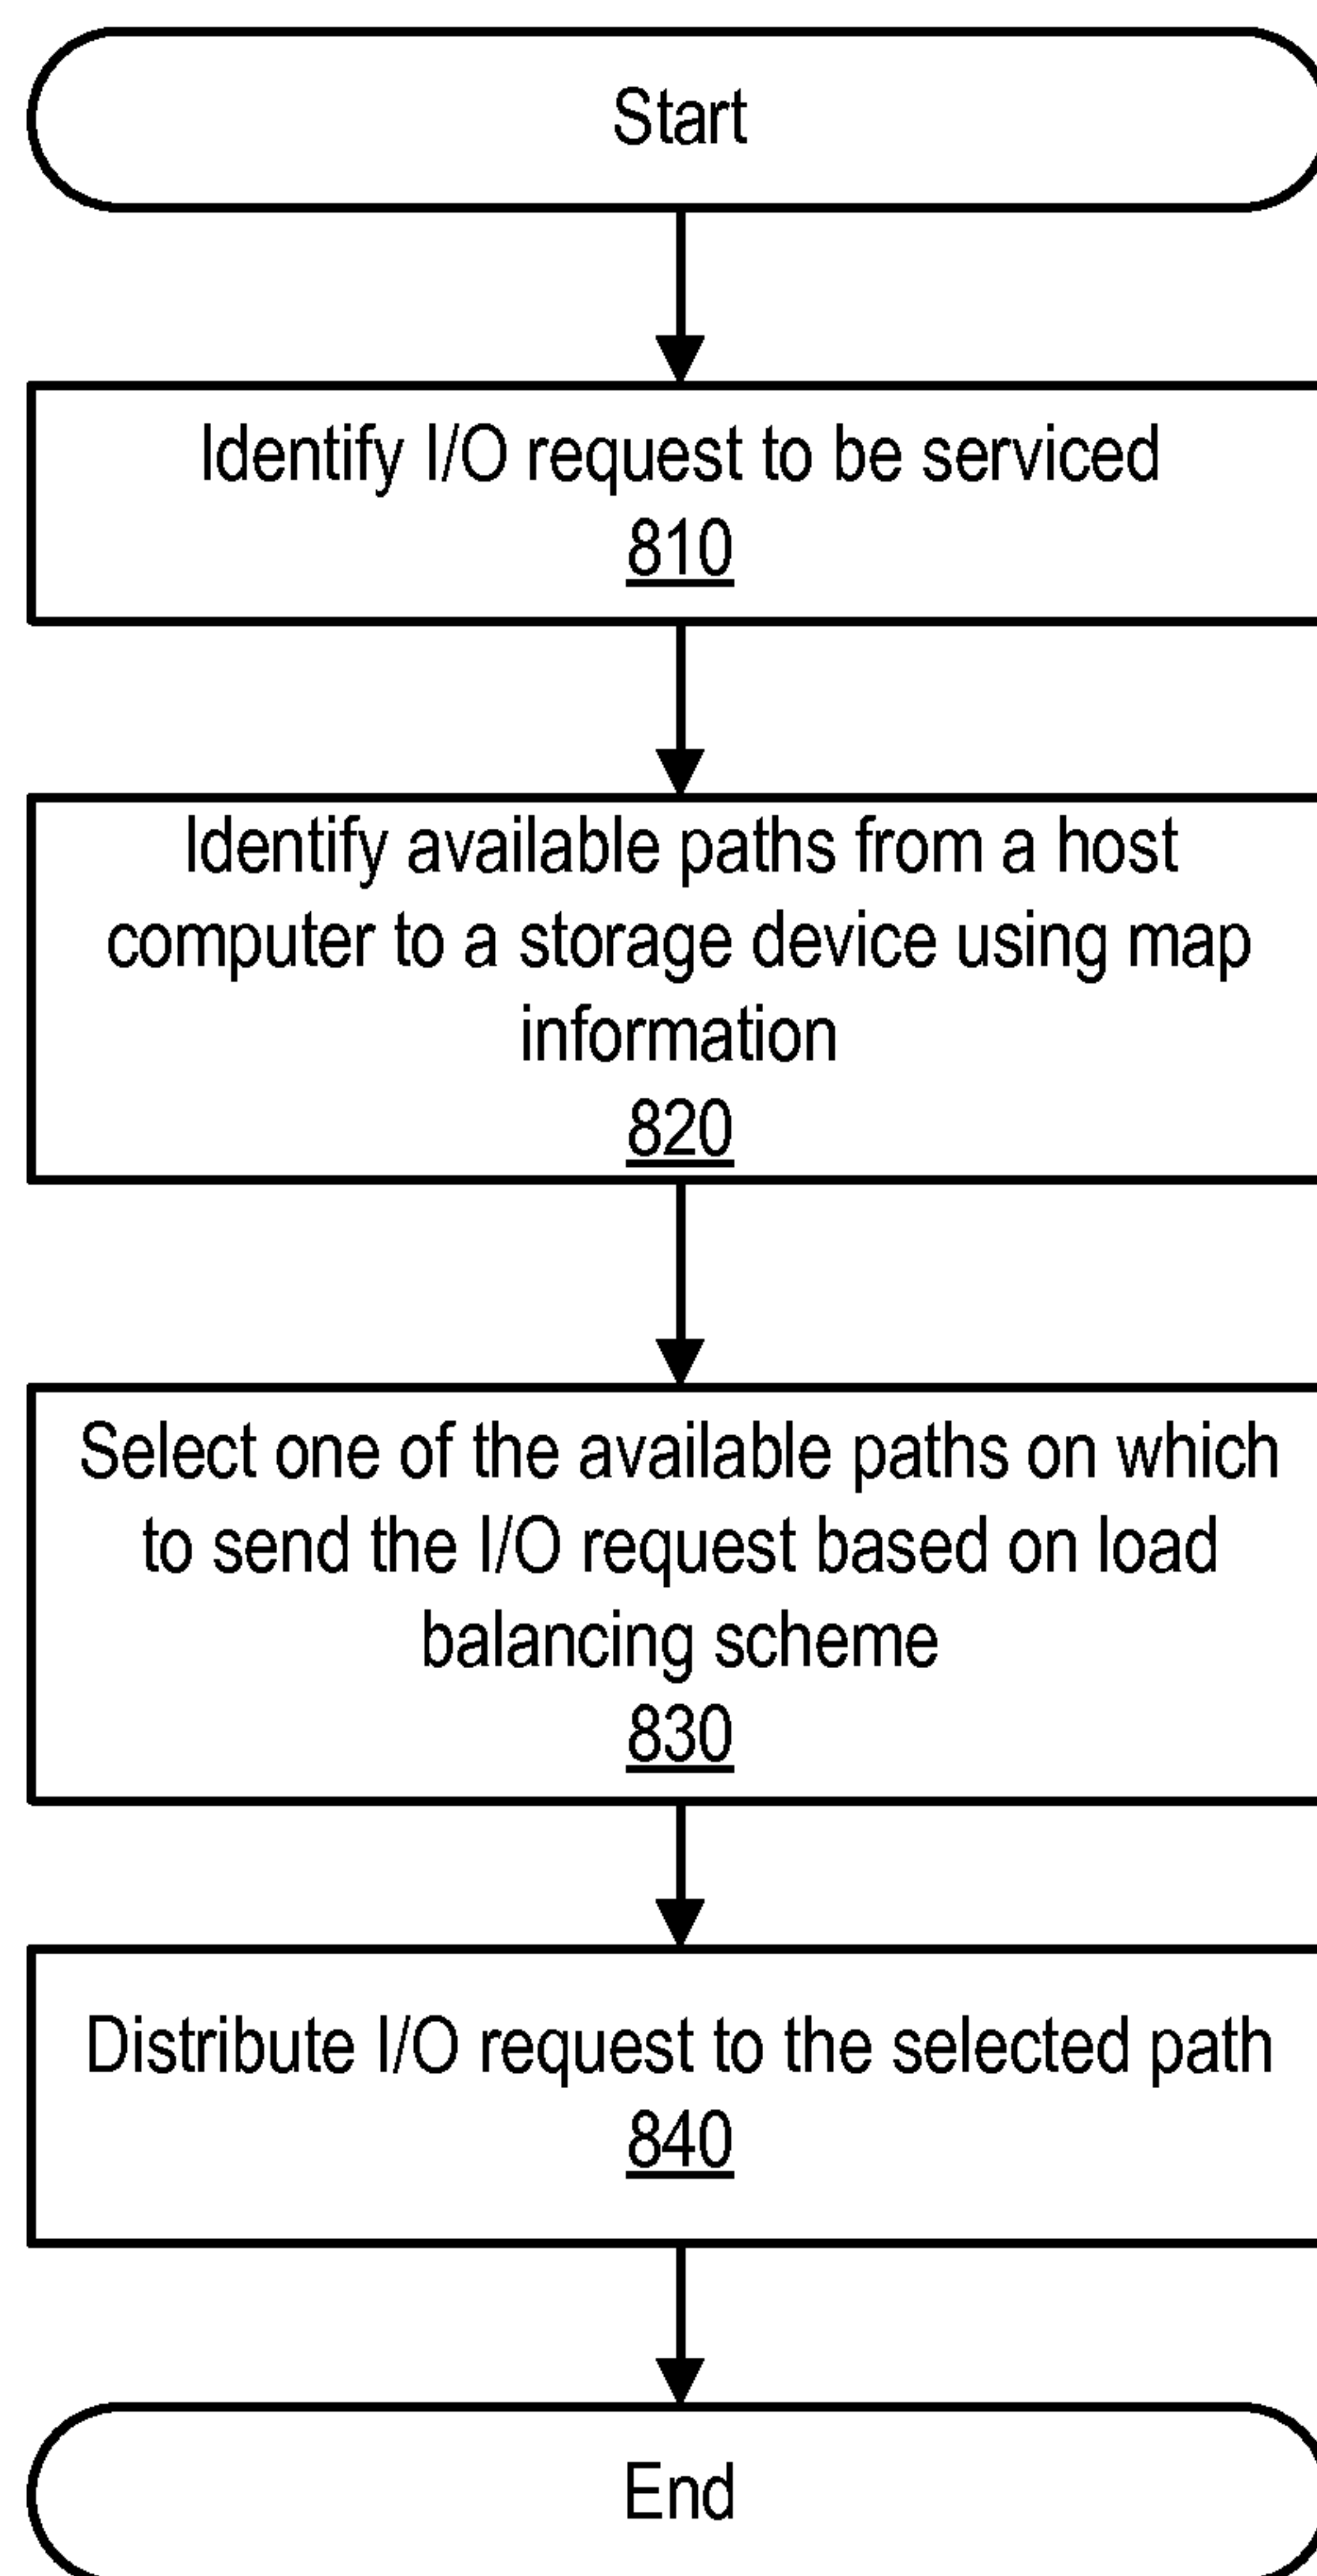 Start
Identify I/O request to be serviced
810
Identify available paths from a host
computer to a storage device using map
information
820
Select one of the available paths on which
to send the I/O request based on load
balancing scheme
830
Distribute I/O request to the selected path
840
End